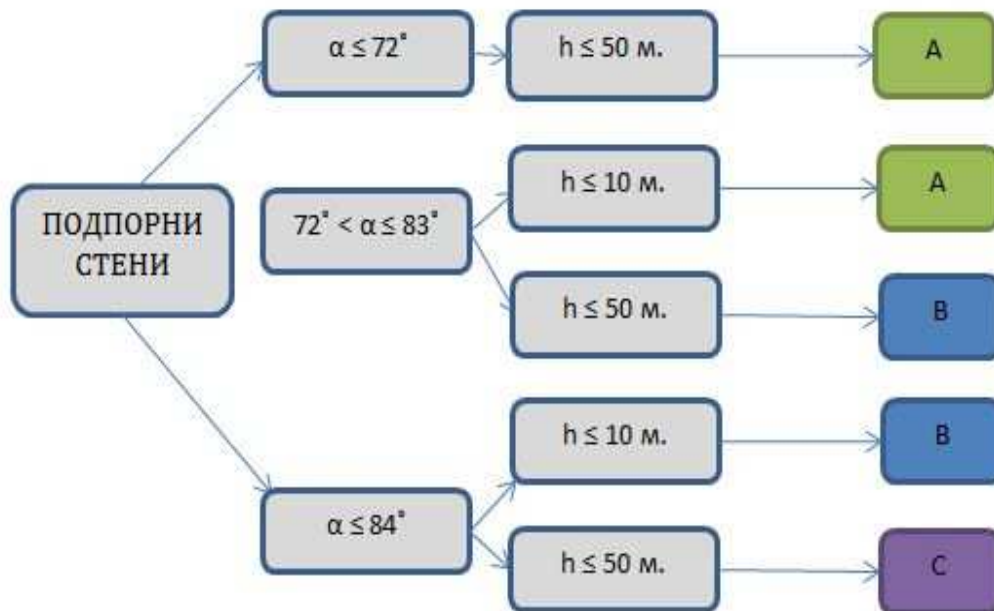 α ≤ 72°
h ≤ 50 м.
A
h ≤ 10 м.
A
ПОДПОРНИ
СТЕНИ
72° < α ≤ 83°
h ≤ 50 м.
B
h ≤ 10 м.
B
α ≤ 84°
h ≤ 50 м.
C